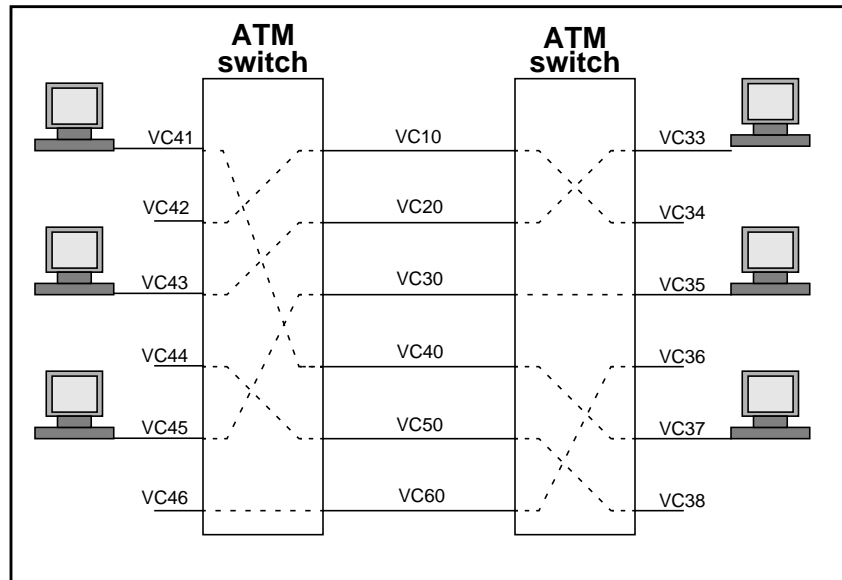 ATM
switch
ATM
switch
VC41
VC10
VC33
VC42
VC20
VC34
VC43
VC30
VC35
VC44
VC40
VC36
VC45
VC50
VC37
VC46
VC60
VC38